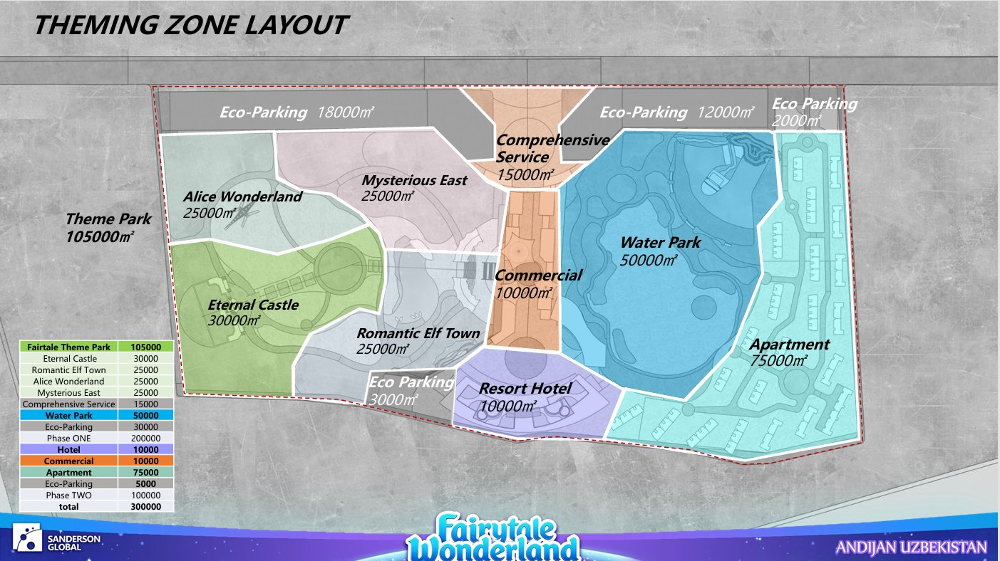 THEMING ZONE LAYOUT
Eco-Parking 18000㎡
Eco-Parking 12000㎡
Eco Parking
2000㎡
Comprehensive
Service
15000㎡
Mysterious East
25000㎡
Alice Wonderland
25000㎡
Theme Park
105000㎡
Water Park
50000㎡
Commercial
10000㎡
Eternal Castle
30000㎡
Romantic Elf Town
25000㎡
Apartment
75000㎡
Eco Parking
3000㎡
Resort Hotel
10000㎡
Fairtale Theme Park 105000
Eternal Castle 30000
Romantic Elf Town 25000
Alice Wonderland 25000
Mysterious East 25000
Comprehensive Service 15000
Water Park 50000
Eco-Parking 30000
Phase ONE 200000
Hotel 10000
Commercial 10000
Apartment 75000
Eco-Parking 5000
Phase TWO 100000
total 300000
SANDERSON
GLOBAL
Fairytale
Wonderland
ANDIJAN UZBEKISTAN